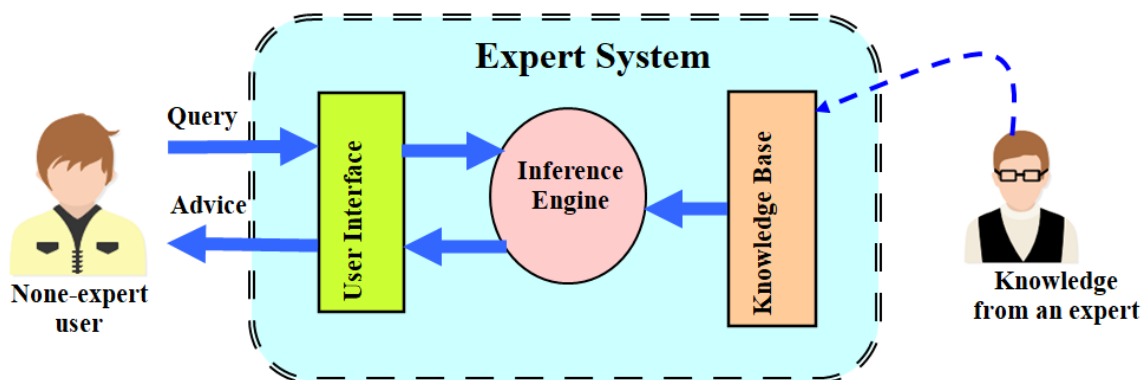 Expert System
Query
Advice
None-expert
user
User Interface
Inference
Engine
Knowledge Base
Knowledge
from an expert